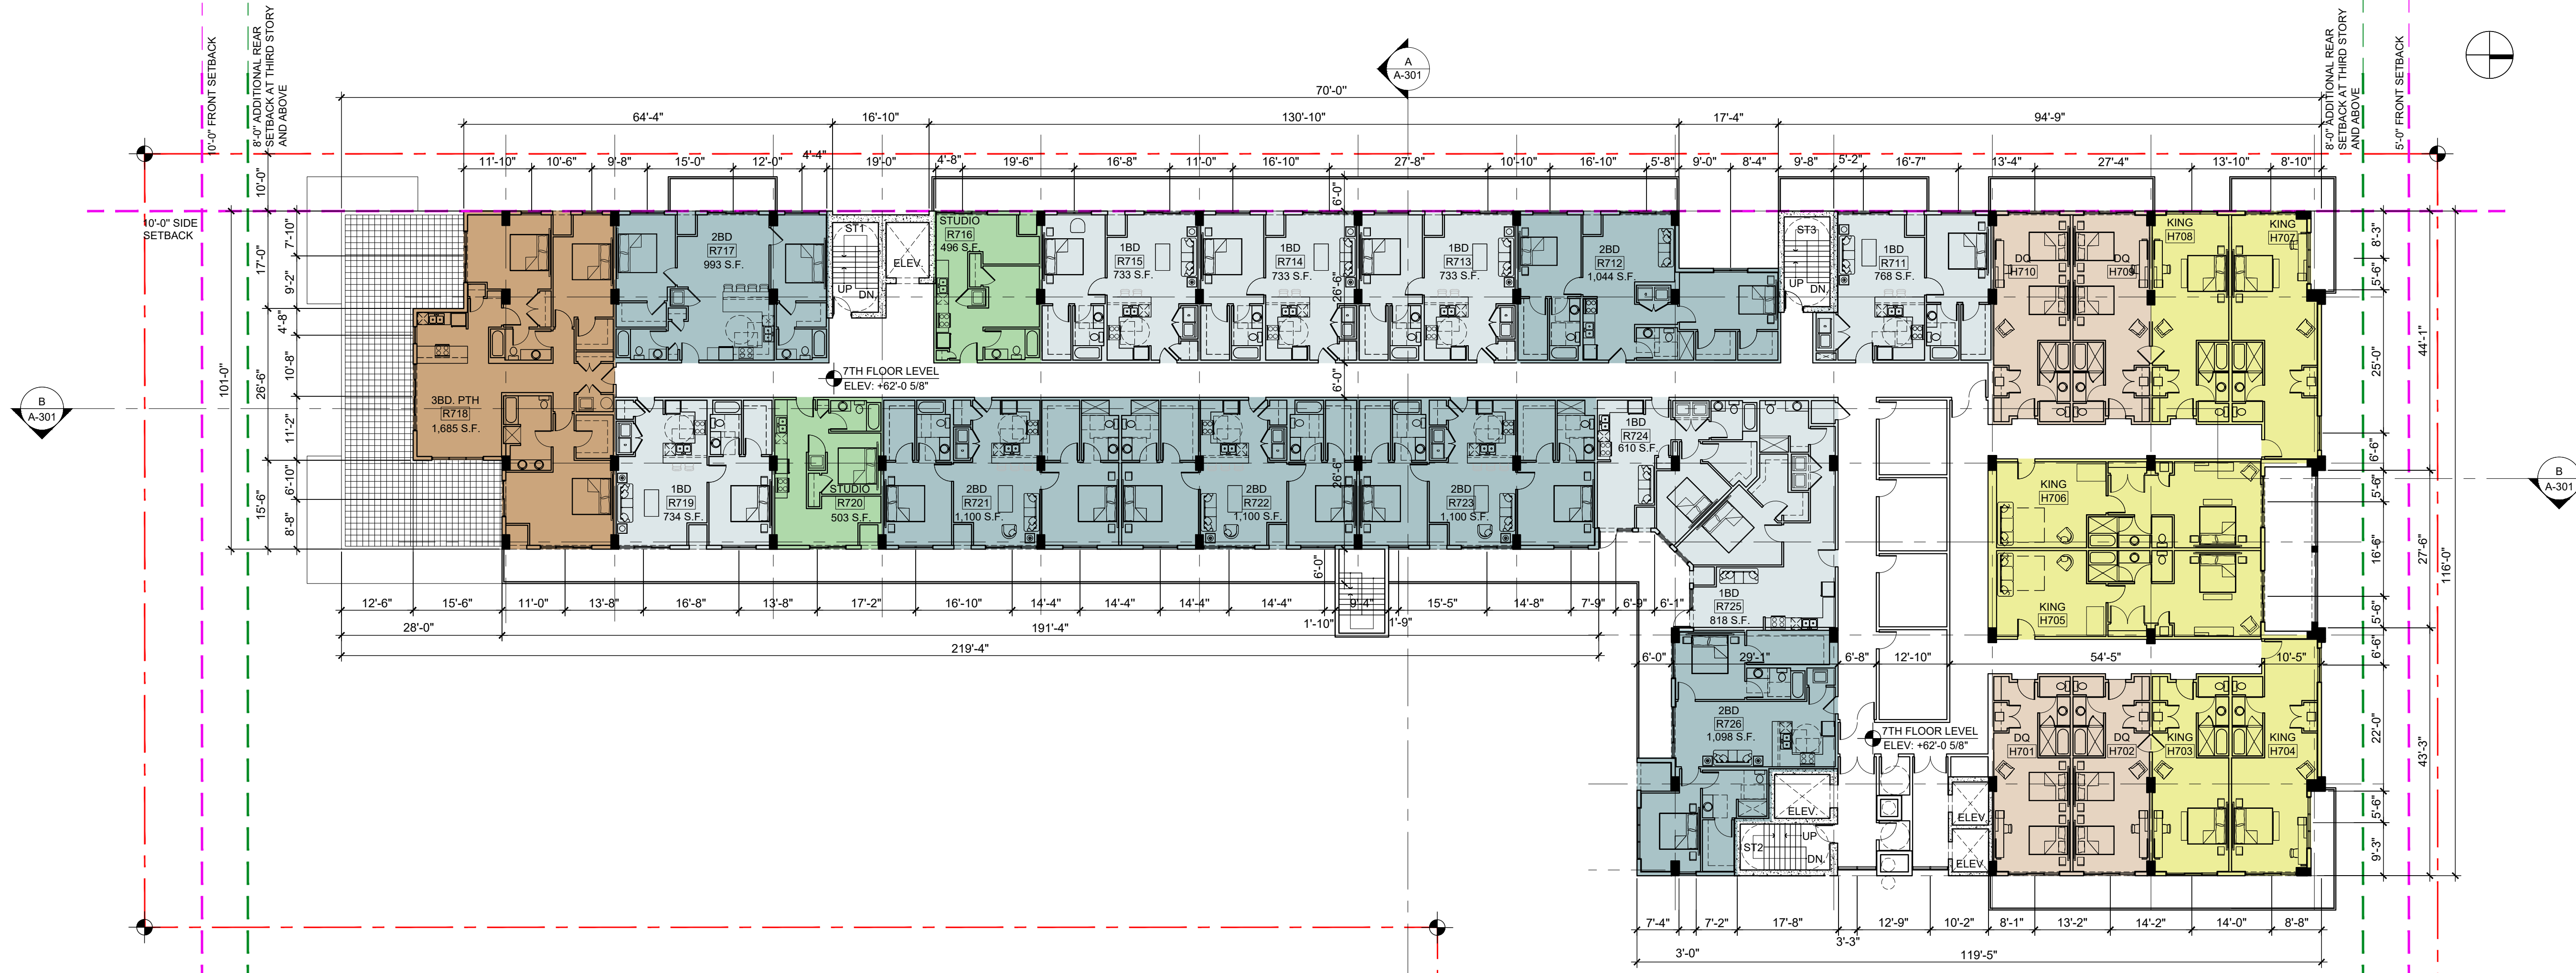 10'-0" FRONT SETBACK
8'-0" ADDITIONAL REAR
SETBACK AT THIRD STORY
AND ABOVE
A
A-301
8'-0" ADDITIONAL REAR
SETBACK AT THIRD STORY
AND ABOVE
5'-0" FRONT SETBACK
70'-0"
64'-4"
16'-10"
130'-10"
17'-4"
94'-9"
11'-10"
10'-6"
9'-8"
15'-0"
12'-0"
4'-4"
19'-0"
4'-8"
19'-6"
16'-8"
11'-0"
16'-10"
27'-8"
10'-10"
16'-10"
5'-8"
9'-0"
8'-4"
9'-8"
5'-2"
16'-7"
13'-4"
27'-4"
13'-10"
8'-10"
10'-0"
10'-0" SIDE
SETBACK
6'-0"
101'-0"
17'-0"
26'-6"
15'-6"
7'-10"
9'-2"
4'-8"
10'-8"
11'-2"
6'-10"
8'-8"
2BD
R717
993 S.F.
ST1
UP
DN
ELEV.
STUDIO
R716
496 S.F.
1BD
R715
733 S.F.
1BD
R714
733 S.F.
26'-6"
1BD
R713
733 S.F.
2BD
R712
1,044 S.F.
ST3
UP
DN
1BD
R711
768 S.F.
DQ
H710
DQ
H709
KING
H708
KING
H707
8'-3"
5'-6"
25'-0"
6'-6"
5'-6"
16'-6"
5'-6"
6'-6"
22'-0"
5'-6"
9'-3"
44'-1"
27'-6"
43'-3"
116'-0"
7TH FLOOR LEVEL
ELEV: +62'-0 5/8"
6'-0"
B
A-301
3BD. PTH
R718
1,685 S.F.
1BD
R719
734 S.F.
STUDIO
R720
503 S.F.
2BD
R721
1,100 S.F.
2BD
R722
1,100 S.F.
26'-6"
2BD
R723
1,100 S.F.
1BD
R724
610 S.F.
KING
H706
B
A-301
6'-0"
1BD
R725
818 S.F.
KING
H705
12'-6"
15'-6"
11'-0"
13'-8"
16'-8"
13'-8"
17'-2"
16'-10"
14'-4"
14'-4"
14'-4"
14'-4"
9'-4"
15'-5"
14'-8"
7'-9"
6'-9"
6'-1"
1'-10"
1'-9"
28'-0"
191'-4"
219'-4"
6'-0"
29'-1"
6'-8"
12'-10"
54'-5"
10'-5"
2BD
R726
1,098 S.F.
7TH FLOOR LEVEL
ELEV: +62'-0 5/8"
DQ
H701
DQ
H702
KING
H703
KING
H704
ELEV.
ST2
UP
DN
ELEV.
ELEV.
7'-4"
7'-2"
17'-8"
12'-9"
10'-2"
8'-1"
13'-2"
14'-2"
14'-0"
8'-8"
3'-0"
3'-3"
119'-5"